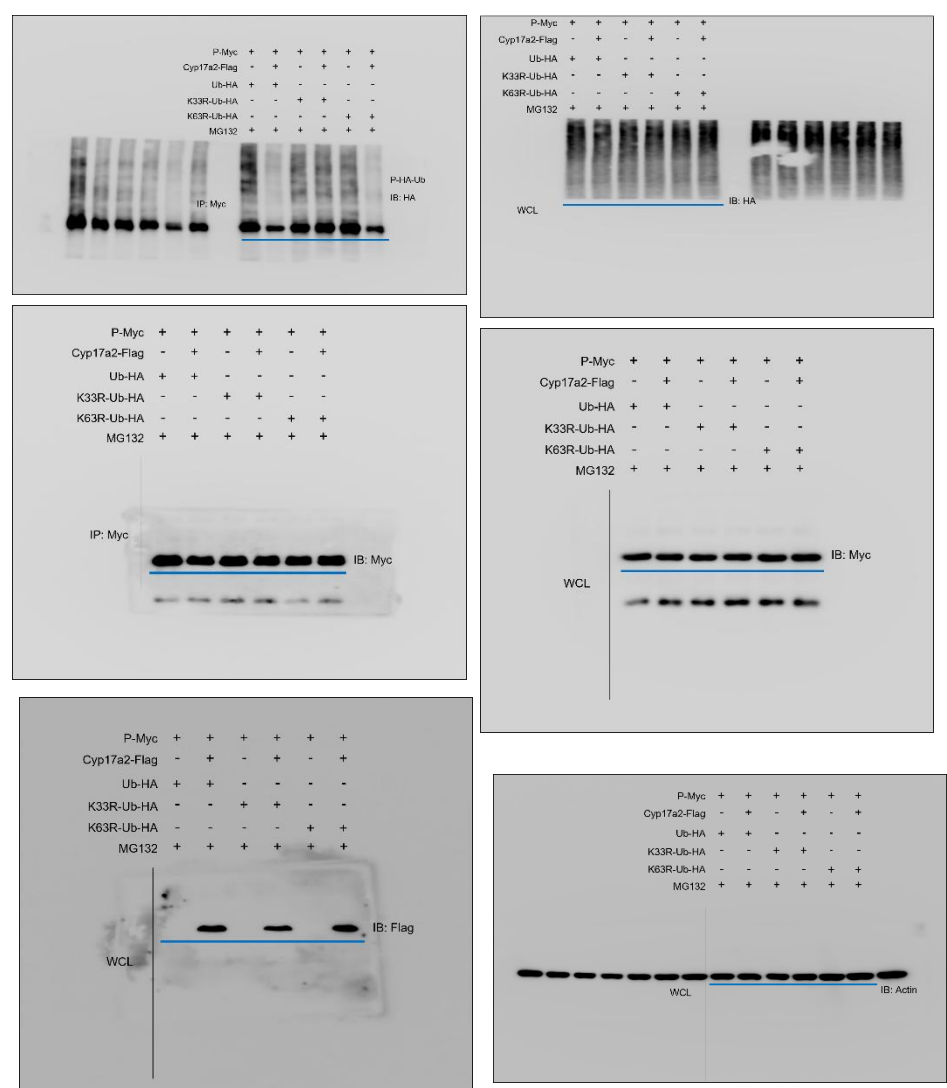 P-Myc + + + + + +
Cyp17a2-Flag - + - + - +
Ub-HA + + - - - -
K33R-Ub-HA - - + + - -
K63R-Ub-HA - - - - + +
MG132 + + + + + +
P-HA-Ub
IB: HA
IP: Myc
P-Myc + + + + + +
Cyp17a2-Flag - + - + - +
Ub-HA + + - - - -
K33R-Ub-HA - - + + - -
K63R-Ub-HA - - - - + +
MG132 + + + + + +
IB: HA
WCL
P-Myc + + + + + +
Cyp17a2-Flag - + - + - +
Ub-HA + + - - - -
K33R-Ub-HA - - + + - -
K63R-Ub-HA - - - - + +
MG132 + + + + + +
IP: Myc
IB: Myc
P-Myc + + + + + +
Cyp17a2-Flag - + - + - +
Ub-HA + + - - - -
K33R-Ub-HA - - + + - -
K63R-Ub-HA - - - - + +
MG132 + + + + + +
IB: Myc
WCL
P-Myc + + + + + +
Cyp17a2-Flag - + - + - +
Ub-HA + + - - - -
K33R-Ub-HA - - + + - -
K63R-Ub-HA - - - - + +
MG132 + + + + + +
IB: Flag
WCL
P-Myc + + + + + +
Cyp17a2-Flag - + - + - +
Ub-HA + + - - - -
K33R-Ub-HA - - + + - -
K63R-Ub-HA - - - - + +
MG132 + + + + + +
WCL
IB: Actin